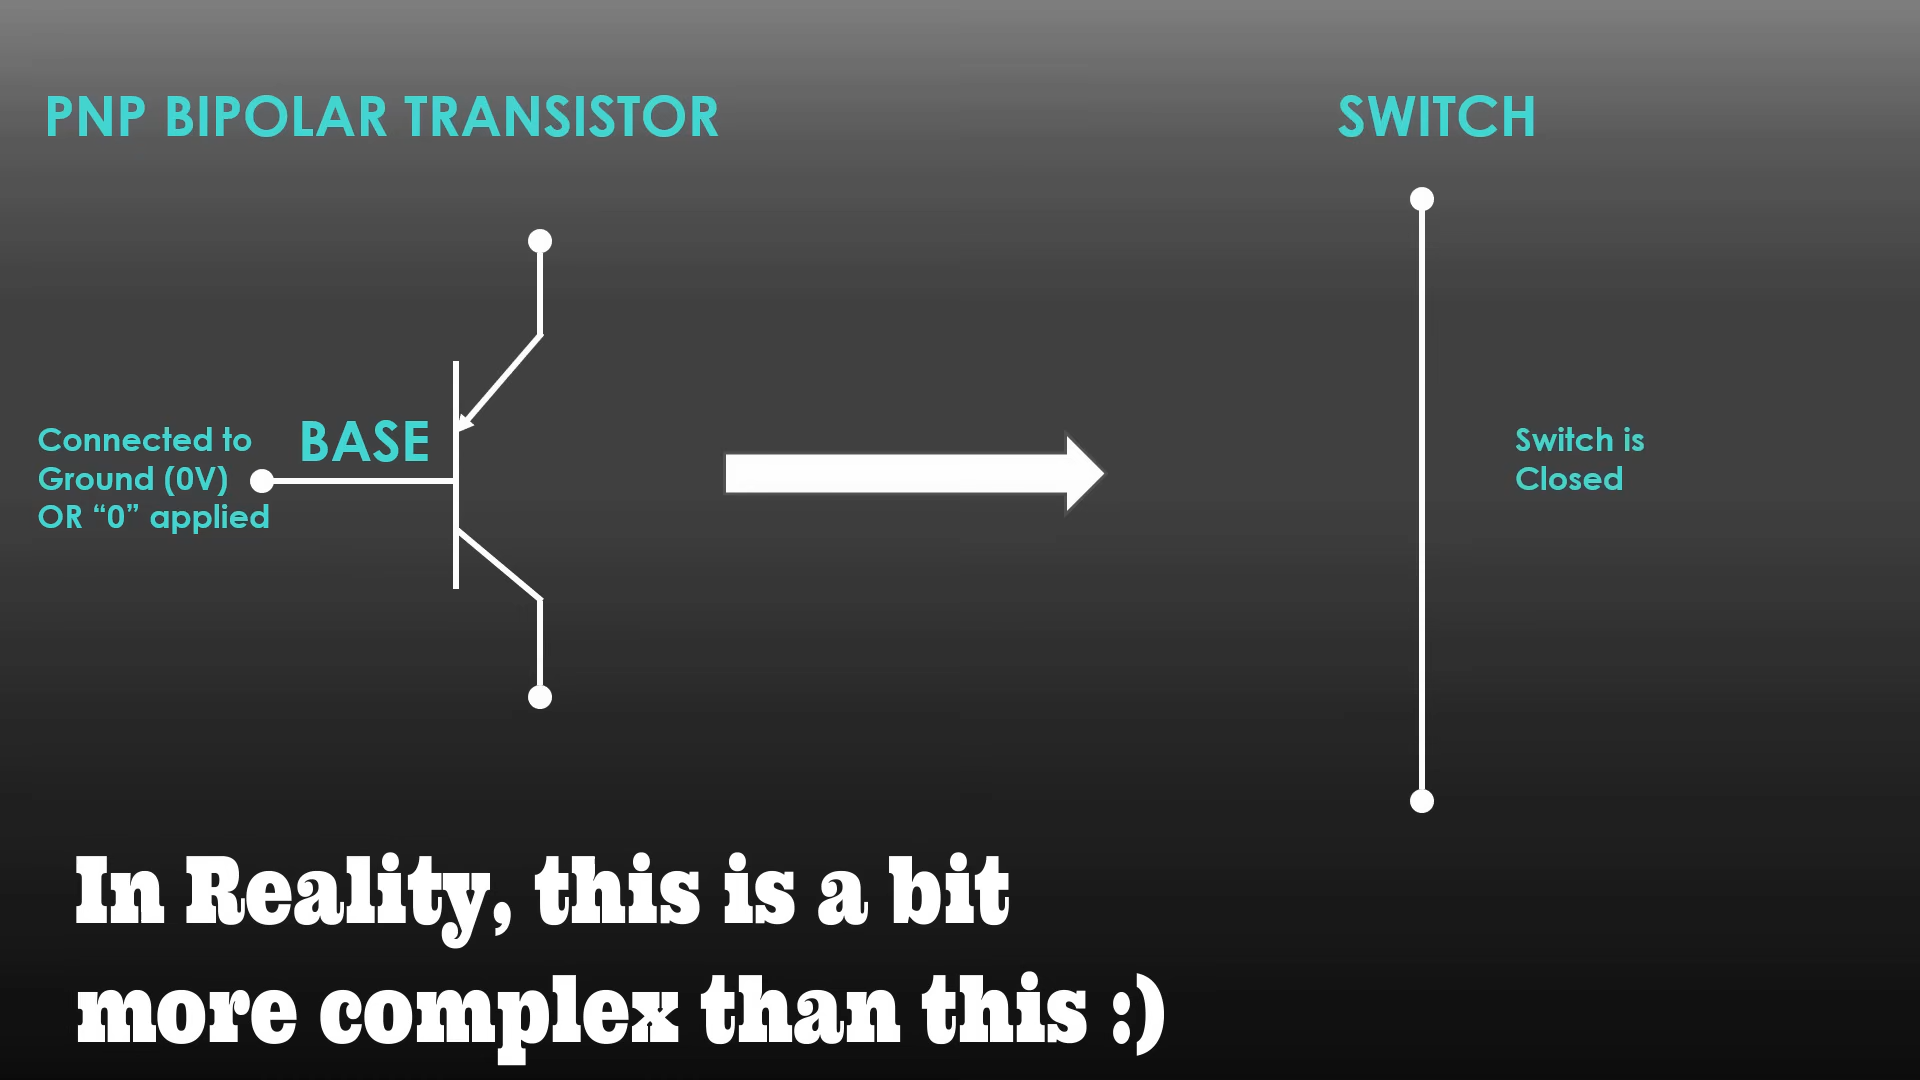 PNP BIPOLAR TRANSISTOR
SWITCH
BASE
Connected to
Ground (0V)
OR “0” applied
Switch is
Closed
In Reality, this is a bit
more complex than this :)